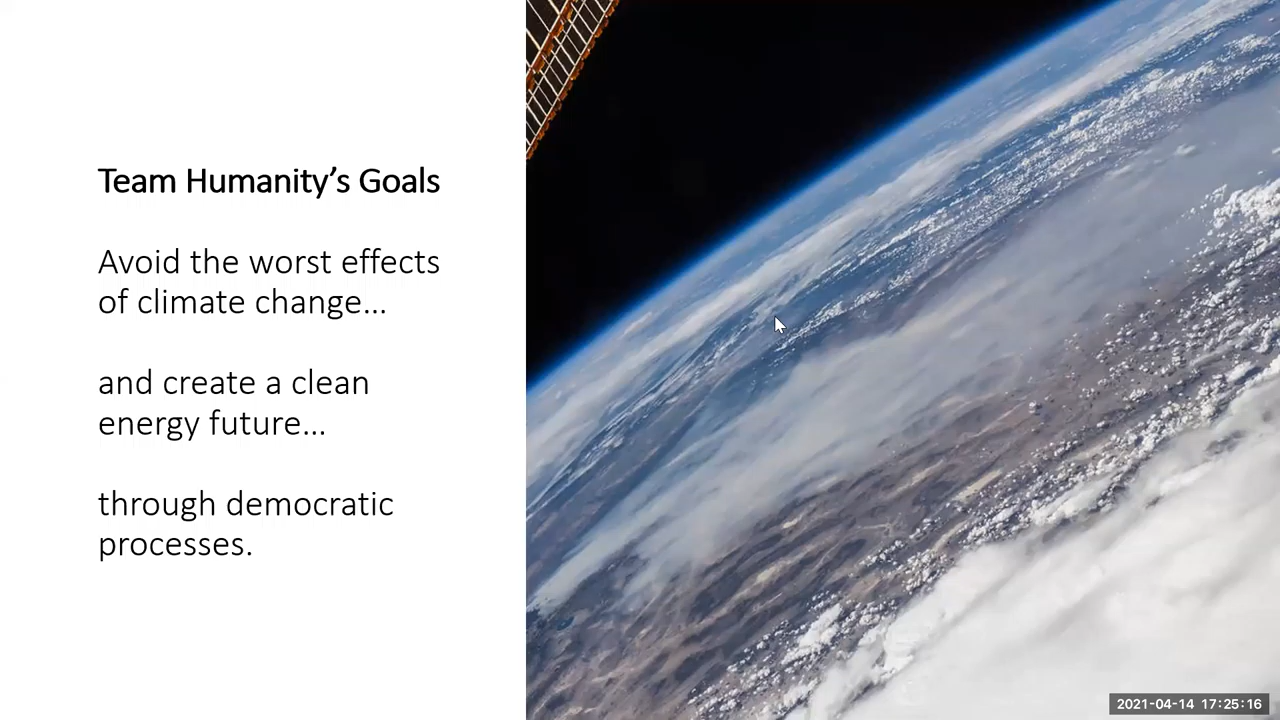 Team Humanity’s Goals
Avoid the worst effects
of climate change...
and create a clean
energy future...
through democratic
processes.
2021-04-14 17:25:16